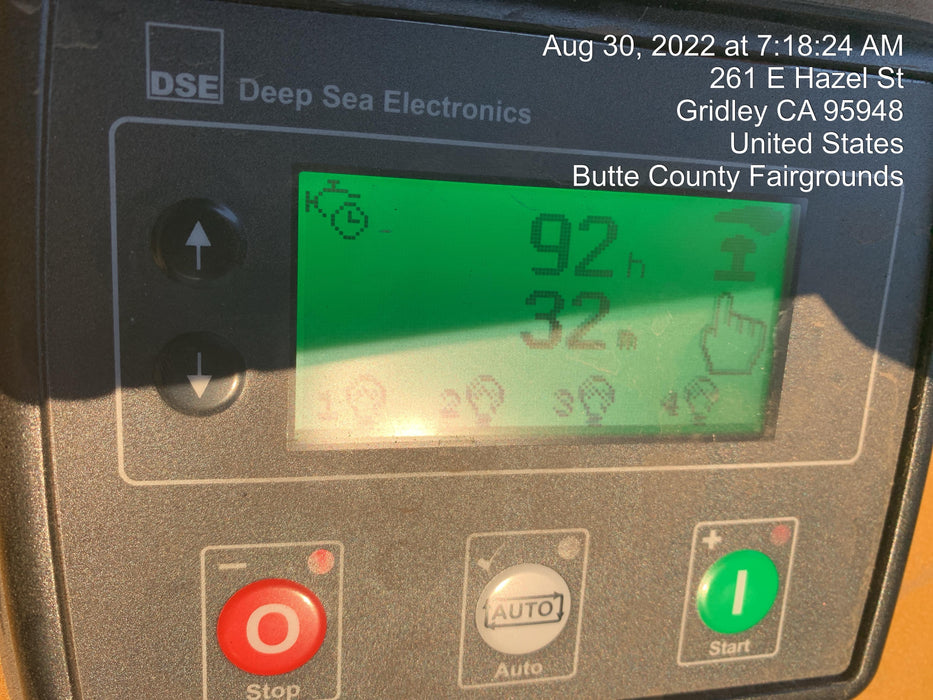 Aug 30, 2022 at 7:18:24 AM
261 E Hazel St
Gridley CA 95948
United States
Butte County Fairgrounds
DSE Deep Sea Electronics
92 h
32 m
1 2 3 4
O
AUTO
I
Stop
Auto
Start